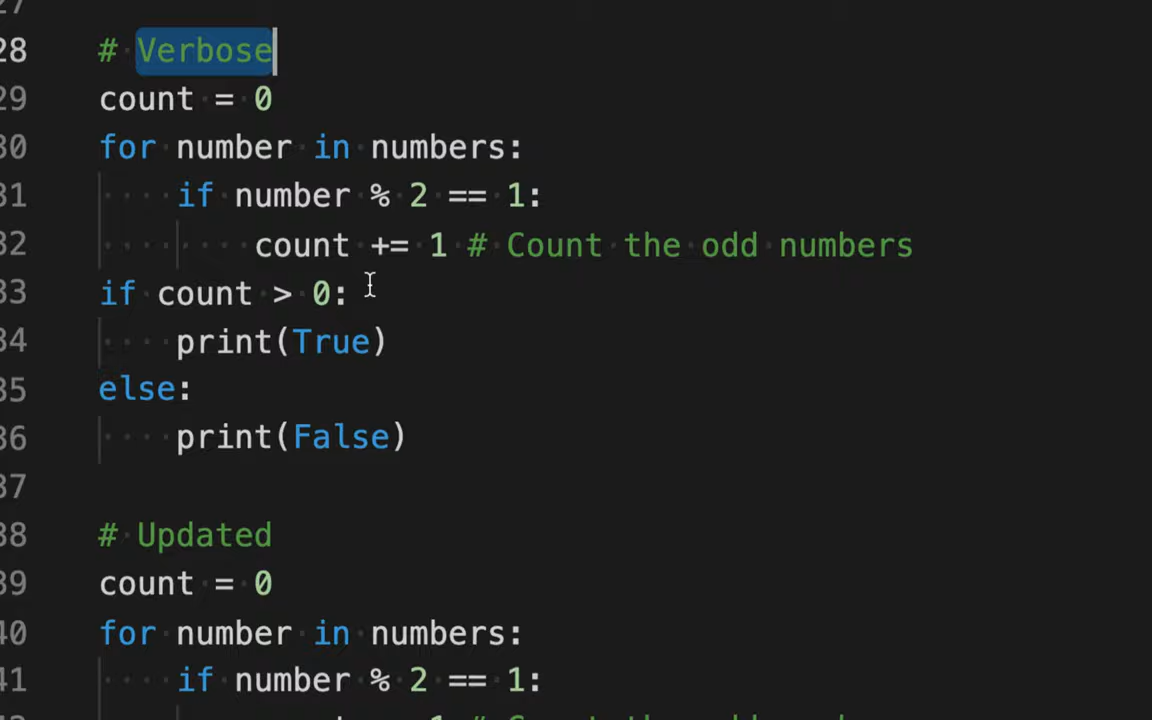 27
28 # Verbose
29 count = 0
30 for number in numbers:
31 if number % 2 == 1:
32 count += 1 # Count the odd numbers
33 if count > 0:
34 print(True)
35 else:
36 print(False)
37
38 # Updated
39 count = 0
40 for number in numbers:
41 if number % 2 == 1: